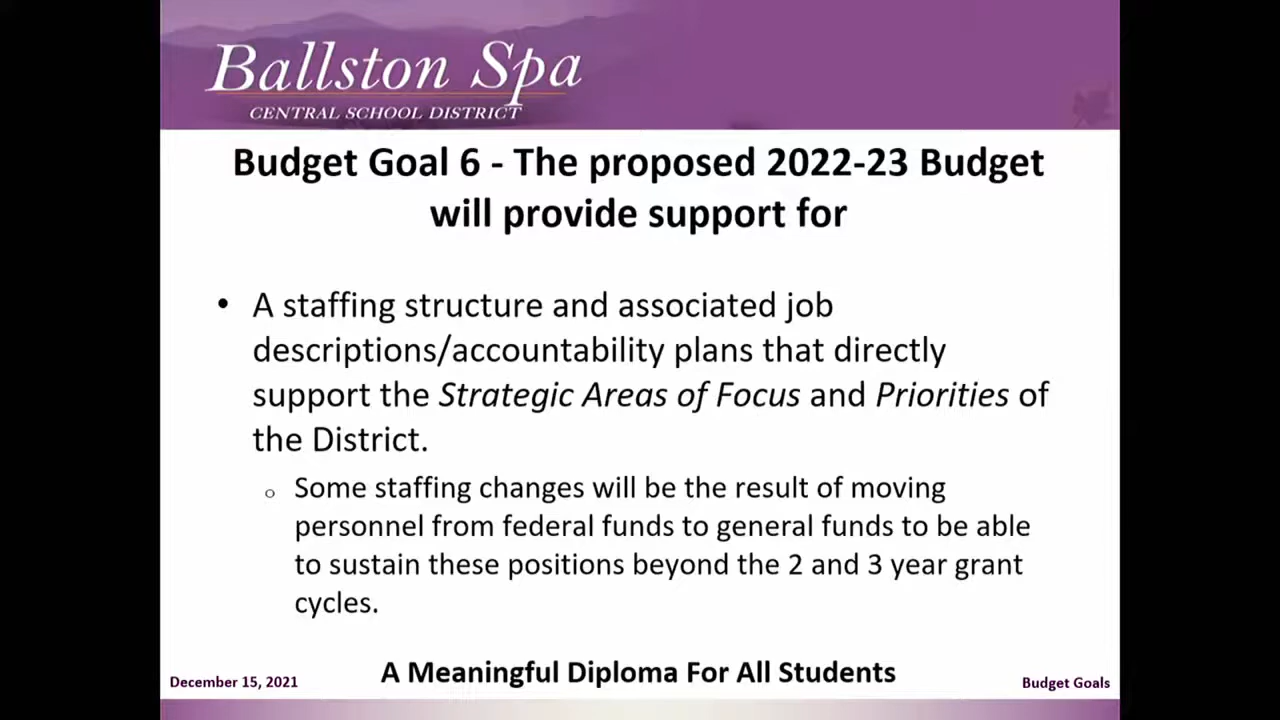 Ballston Spa
CENTRAL SCHOOL DISTRICT
Budget Goal 6 - The proposed 2022-23 Budget
will provide support for
• A staffing structure and associated job
descriptions/accountability plans that directly
support the Strategic Areas of Focus and Priorities of
the District.
o Some staffing changes will be the result of moving
personnel from federal funds to general funds to be able
to sustain these positions beyond the 2 and 3 year grant
cycles.
A Meaningful Diploma For All Students
December 15, 2021
Budget Goals